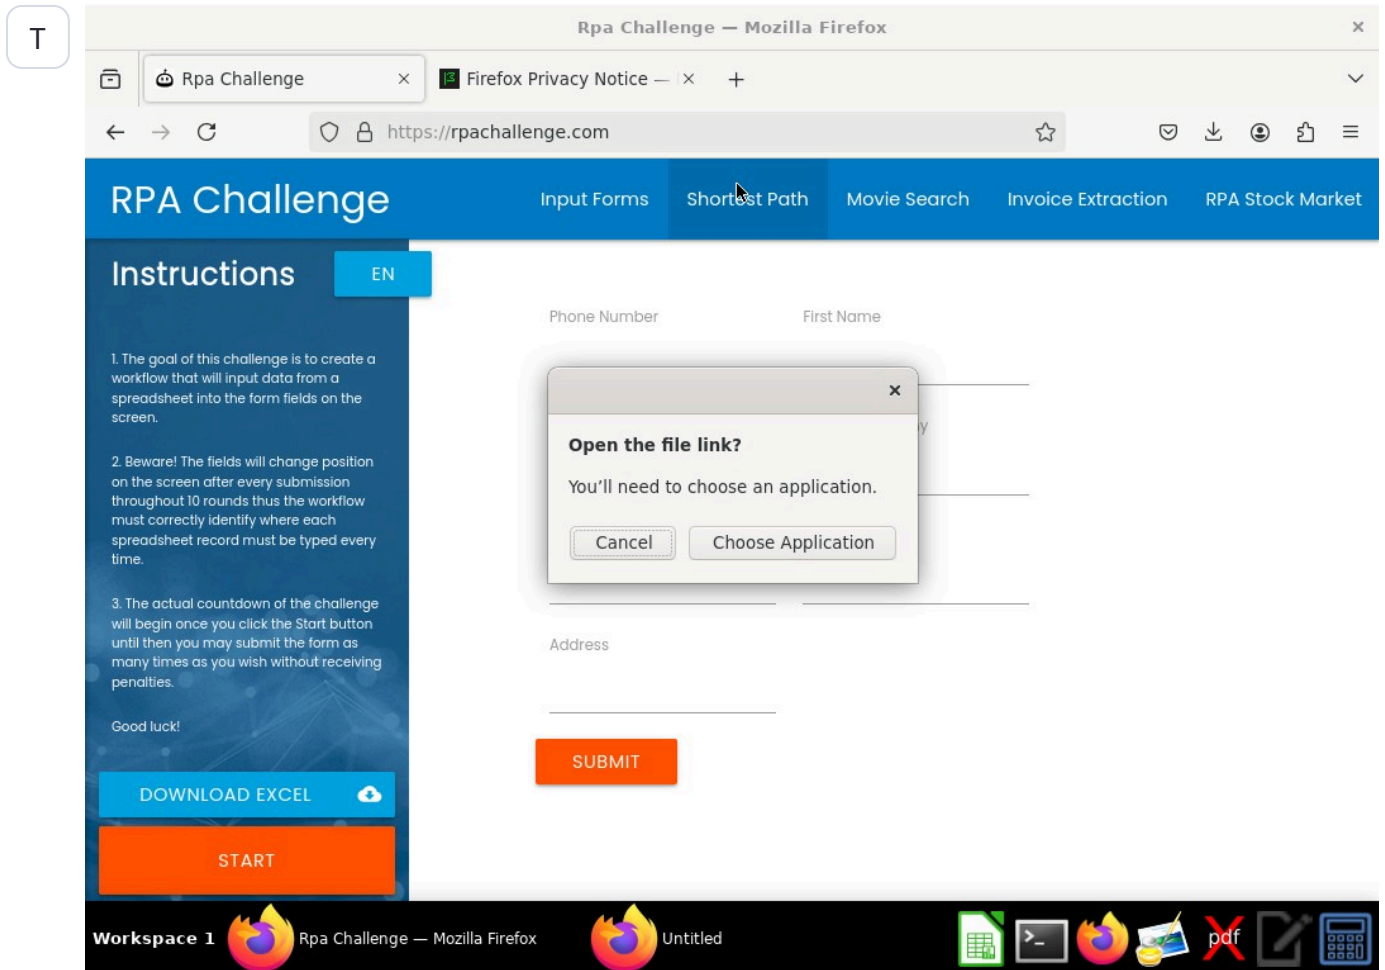 T
Rpa Challenge — Mozilla Firefox
Rpa Challenge
Firefox Privacy Notice —
https://rpachallenge.com
RPA Challenge
Input Forms
Shortest Path
Movie Search
Invoice Extraction
RPA Stock Market
Instructions
EN
1. The goal of this challenge is to create a
workflow that will input data from a
spreadsheet into the form fields on the
screen.
2. Beware! The fields will change position
on the screen after every submission
throughout 10 rounds thus the workflow
must correctly identify where each
spreadsheet record must be typed every
time.
3. The actual countdown of the challenge
will begin once you click the Start button
until then you may submit the form as
many times as you wish without receiving
penalties.
Good luck!
DOWNLOAD EXCEL
START
Phone Number
First Name
Open the file link?
You’ll need to choose an application.
Cancel
Choose Application
Address
SUBMIT
Workspace 1
Rpa Challenge — Mozilla Firefox
Untitled
pdf